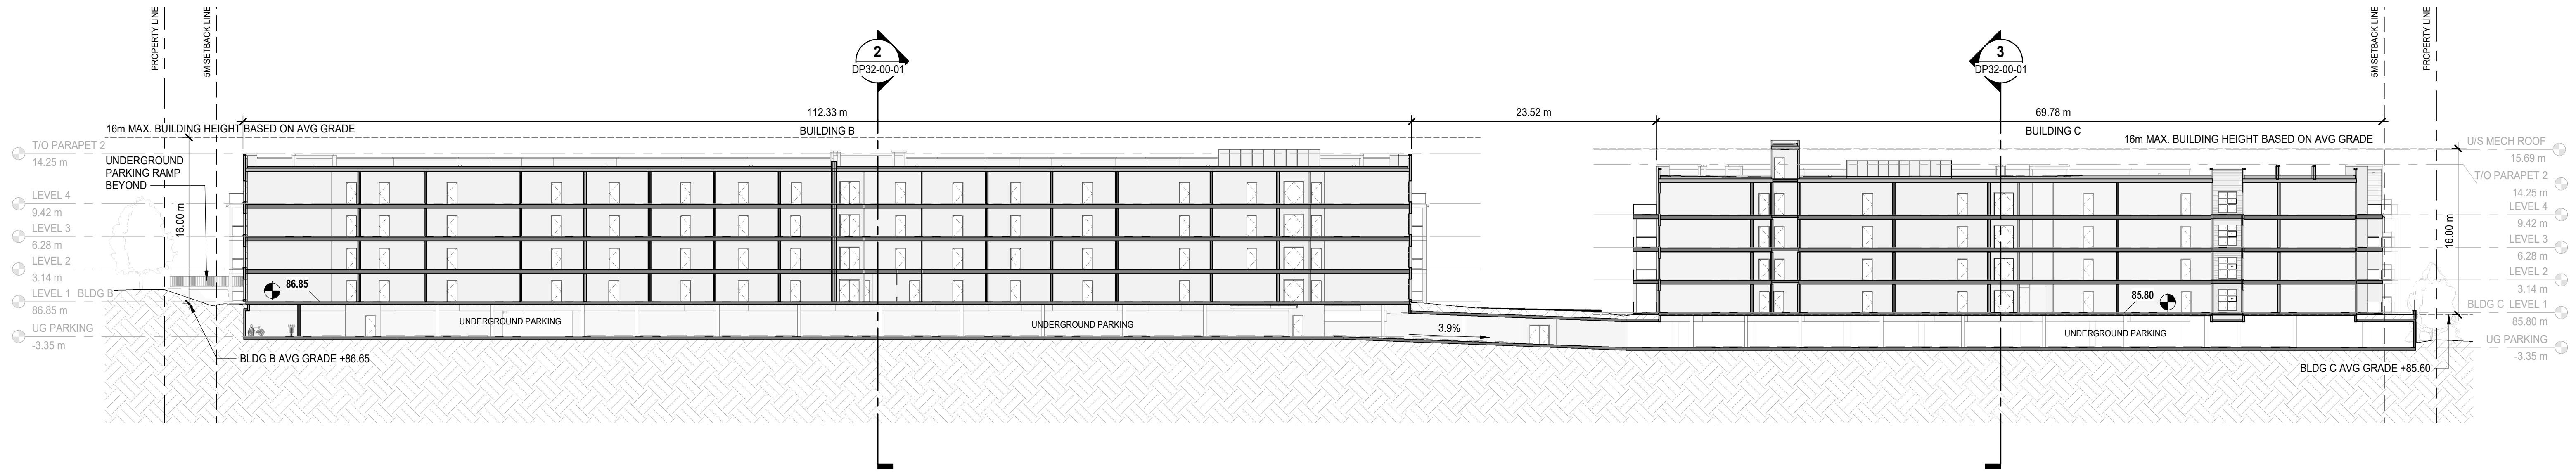 PROPERTY LINE
5M SETBACK LINE
2
DP32-00-01
3
DP32-00-01
5M SETBACK LINE
PROPERTY LINE
112.33 m
23.52 m
69.78 m
16m MAX. BUILDING HEIGHT BASED ON AVG GRADE
BUILDING B
BUILDING C
16m MAX. BUILDING HEIGHT BASED ON AVG GRADE
T/O PARAPET 2
14.25 m
UNDERGROUND
PARKING RAMP
BEYOND
LEVEL 4
9.42 m
LEVEL 3
6.28 m
LEVEL 2
3.14 m
LEVEL 1 BLDG B
86.85 m
UG PARKING
-3.35 m
16.00 m
86.85
UNDERGROUND PARKING
UNDERGROUND PARKING
BLDG B AVG GRADE +86.65
3.9%
85.80
UNDERGROUND PARKING
BLDG C AVG GRADE +85.60
16.00 m
U/S MECH ROOF
15.69 m
T/O PARAPET 2
14.25 m
LEVEL 4
9.42 m
LEVEL 3
6.28 m
LEVEL 2
3.14 m
BLDG C LEVEL 1
85.80 m
UG PARKING
-3.35 m